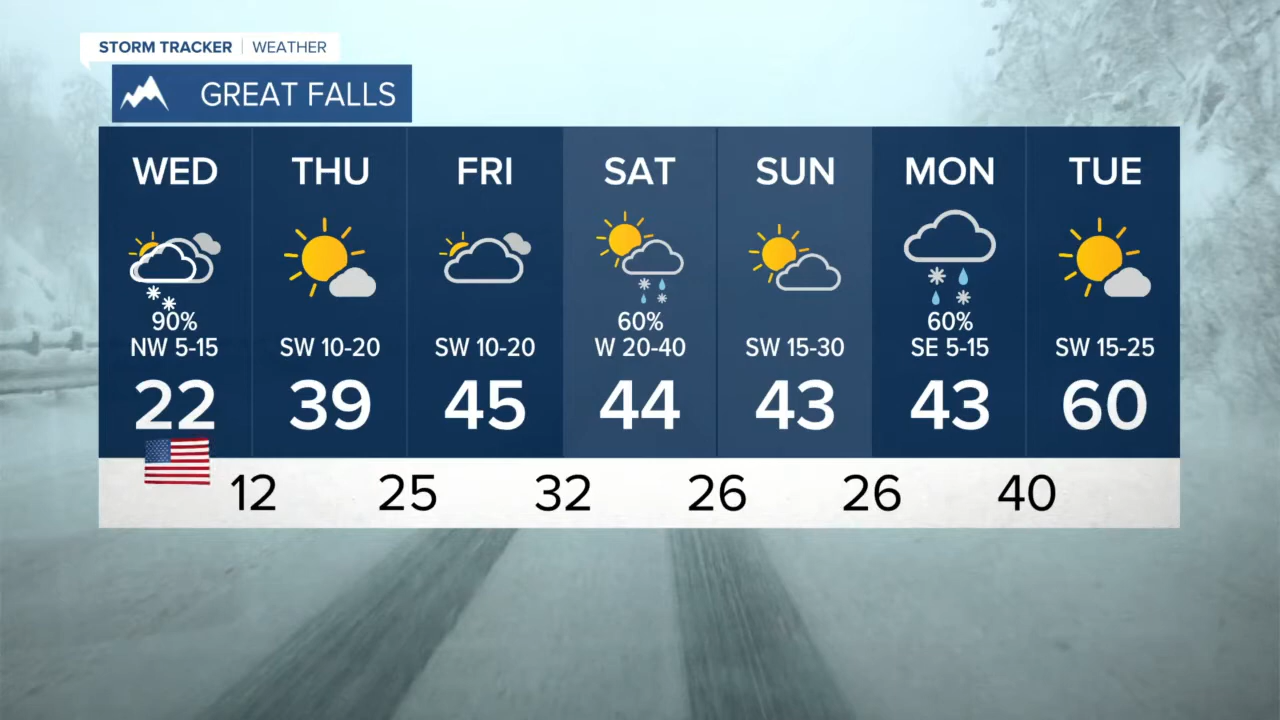 STORM TRACKER | WEATHER
GREAT FALLS
WED THU FRI SAT SUN MON TUE
90% 60% 60%
NW 5-15 SW 10-20 SW 10-20 W 20-40 SW 15-30 SE 5-15 SW 15-25
22 39 45 44 43 43 60
12 25 32 26 26 40